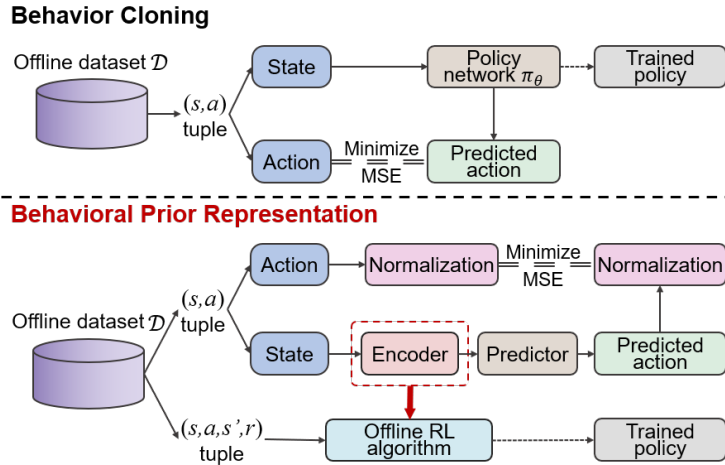 Behavior Cloning
Offline dataset 𝒟
(s,a)
tuple
State
Policy
network π_θ
Trained
policy
Action
Minimize
MSE
Predicted
action
Behavioral Prior Representation
Offline dataset 𝒟
(s,a)
tuple
Action
Normalization
Minimize
MSE
Normalization
State
Encoder
Predictor
Predicted
action
(s,a,s’,r)
tuple
Offline RL
algorithm
Trained
policy